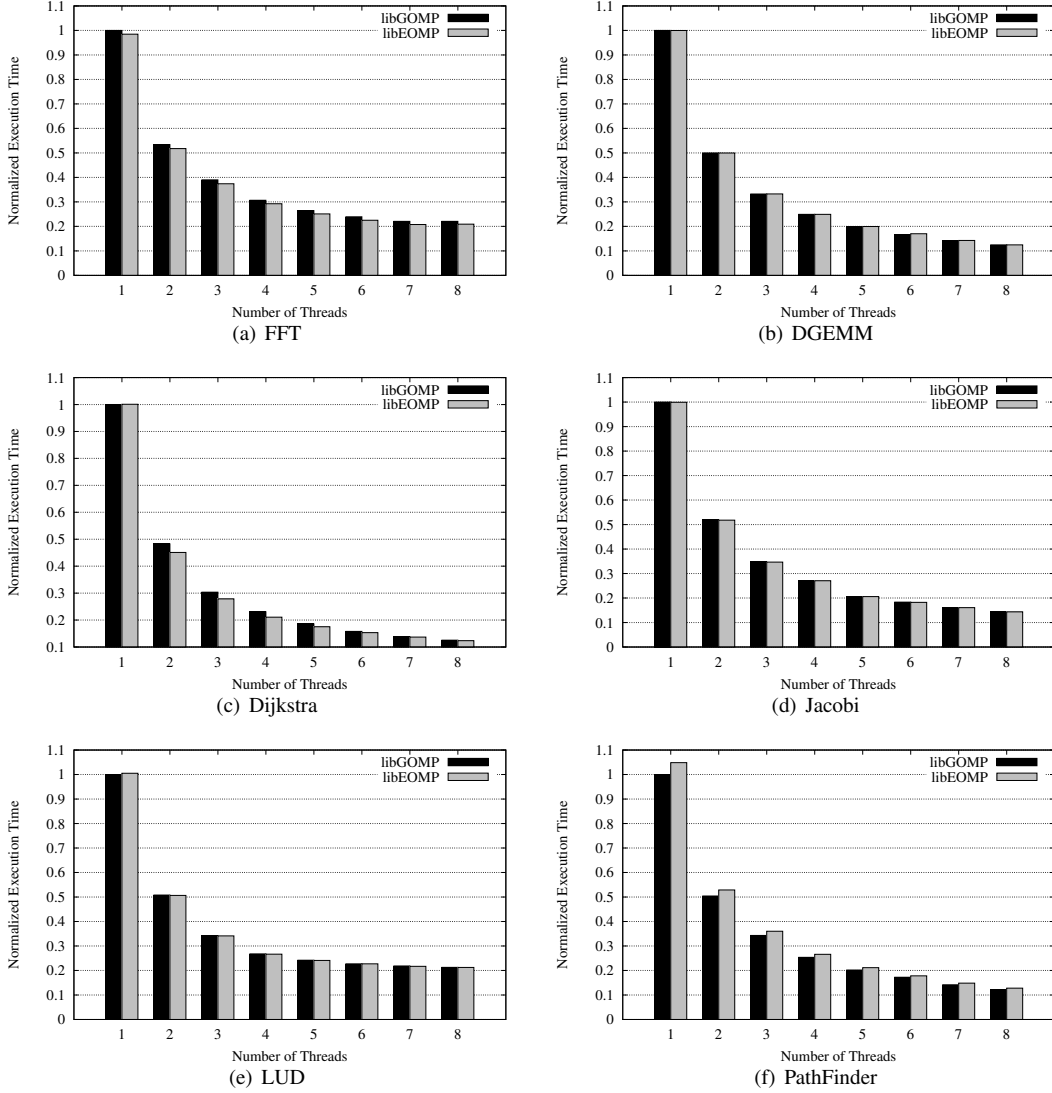 1.1
1
0.9
0.8
0.7
0.6
0.5
0.4
0.3
0.2
0.1
0
Normalized Execution Time
libGOMP
libEOMP
1 2 3 4 5 6 7 8
Number of Threads
(a) FFT
1.1
1
0.9
0.8
0.7
0.6
0.5
0.4
0.3
0.2
0.1
0
Normalized Execution Time
libGOMP
libEOMP
1 2 3 4 5 6 7 8
Number of Threads
(b) DGEMM
1.1
1
0.9
0.8
0.7
0.6
0.5
0.4
0.3
0.2
0.1
Normalized Execution Time
libGOMP
libEOMP
1 2 3 4 5 6 7 8
Number of Threads
(c) Dijkstra
1.1
1
0.9
0.8
0.7
0.6
0.5
0.4
0.3
0.2
0.1
0
Normalized Execution Time
libGOMP
libEOMP
1 2 3 4 5 6 7 8
Number of Threads
(d) Jacobi
1.1
1
0.9
0.8
0.7
0.6
0.5
0.4
0.3
0.2
0.1
0
Normalized Execution Time
libGOMP
libEOMP
1 2 3 4 5 6 7 8
Number of Threads
(e) LUD
1.1
1
0.9
0.8
0.7
0.6
0.5
0.4
0.3
0.2
0.1
0
Normalized Execution Time
libGOMP
libEOMP
1 2 3 4 5 6 7 8
Number of Threads
(f) PathFinder